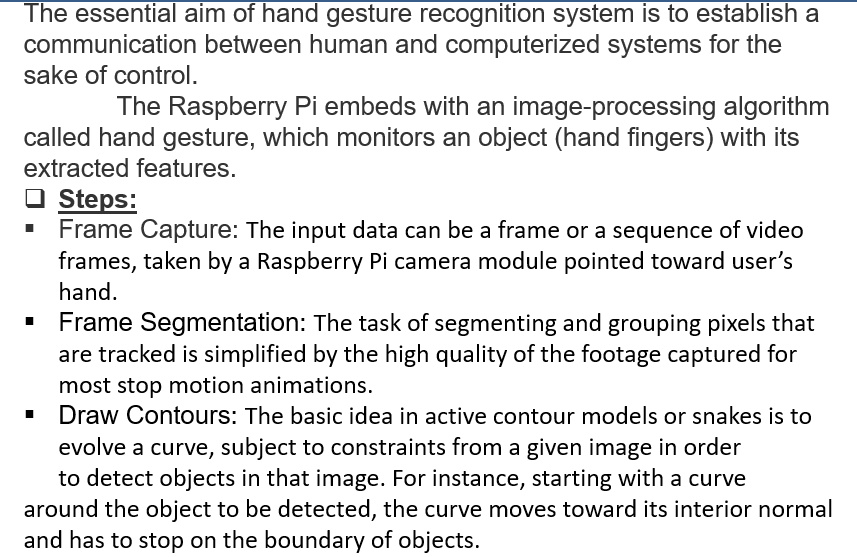 The essential aim of hand gesture recognition system is to establish a
communication between human and computerized systems for the
sake of control.
The Raspberry Pi embeds with an image-processing algorithm
called hand gesture, which monitors an object (hand fingers) with its
extracted features.
❑ Steps:
▪ Frame Capture: The input data can be a frame or a sequence of video
frames, taken by a Raspberry Pi camera module pointed toward user’s
hand.
▪ Frame Segmentation: The task of segmenting and grouping pixels that
are tracked is simplified by the high quality of the footage captured for
most stop motion animations.
▪ Draw Contours: The basic idea in active contour models or snakes is to
evolve a curve, subject to constraints from a given image in order
to detect objects in that image. For instance, starting with a curve
around the object to be detected, the curve moves toward its interior normal
and has to stop on the boundary of objects.